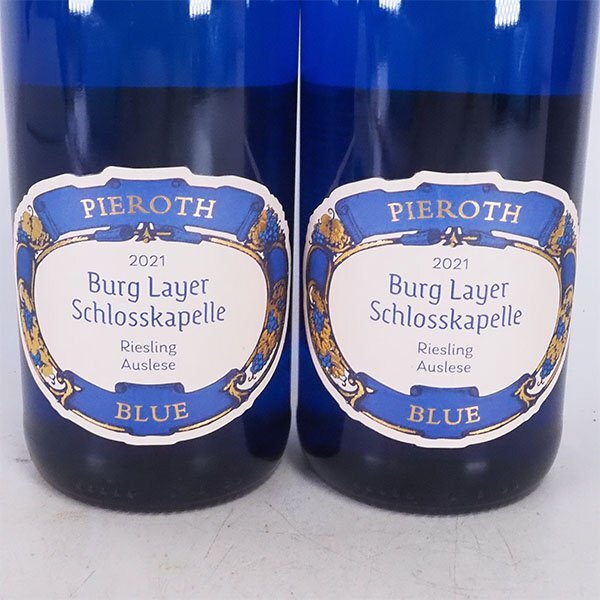 PIEROTH
2021
Burg Layer
Schlosskapelle
Riesling
Auslese
BLUE
PIEROTH
2021
Burg Layer
Schlosskapelle
Riesling
Auslese
BLUE